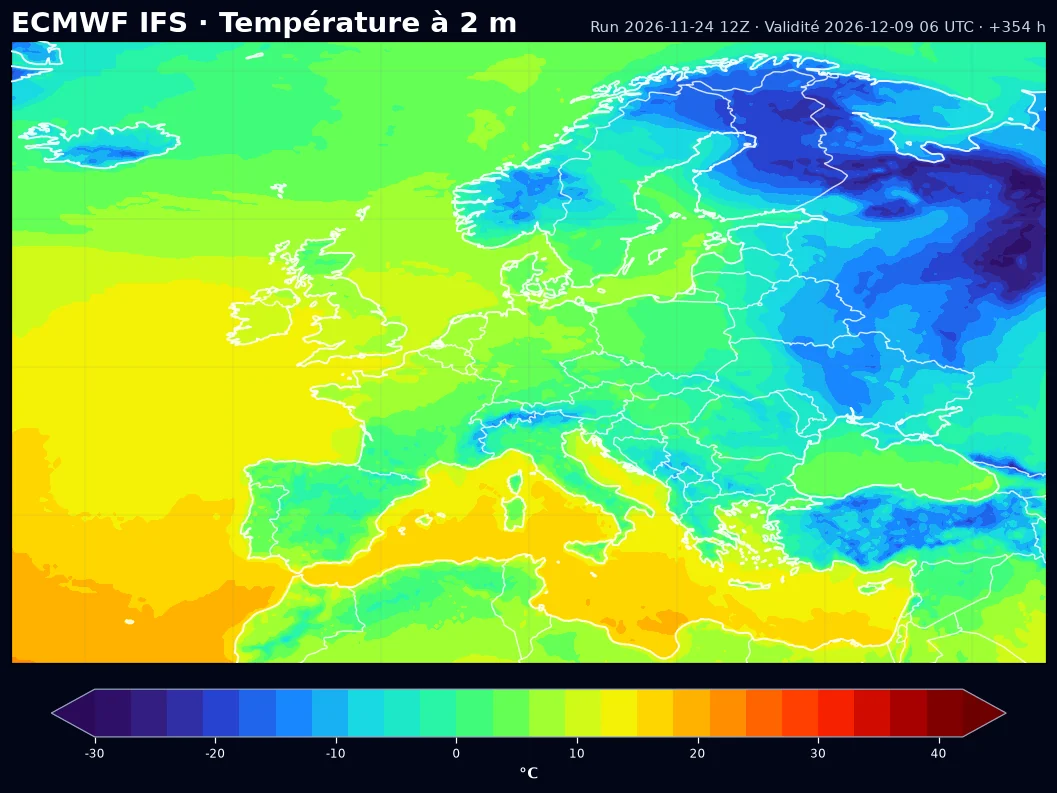 ECMWF IFS · Température à 2 m
Run 2026-11-24 12Z · Validité 2026-12-09 06 UTC · +354 h
-30 -20 -10 0 10 20 30 40
°C